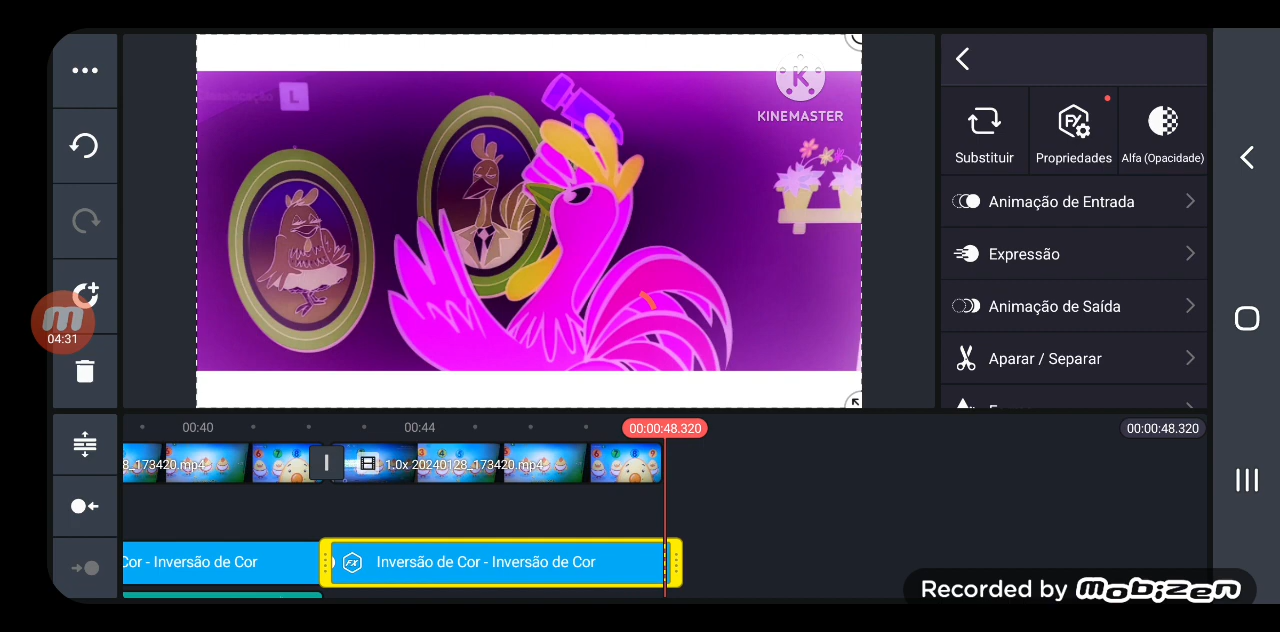 L
K
KINEMASTER
Substituir
Propriedades
Alfa (Opacidade)
Animação de Entrada
Expressão
Animação de Saída
Aparar / Separar
04:31
00:40
00:44
00:00:48.320
00:00:48.320
8_173420.mp4
1.0x 20240128_173420.mp4
Cor - Inversão de Cor
Inversão de Cor - Inversão de Cor
Recorded by Mobizen